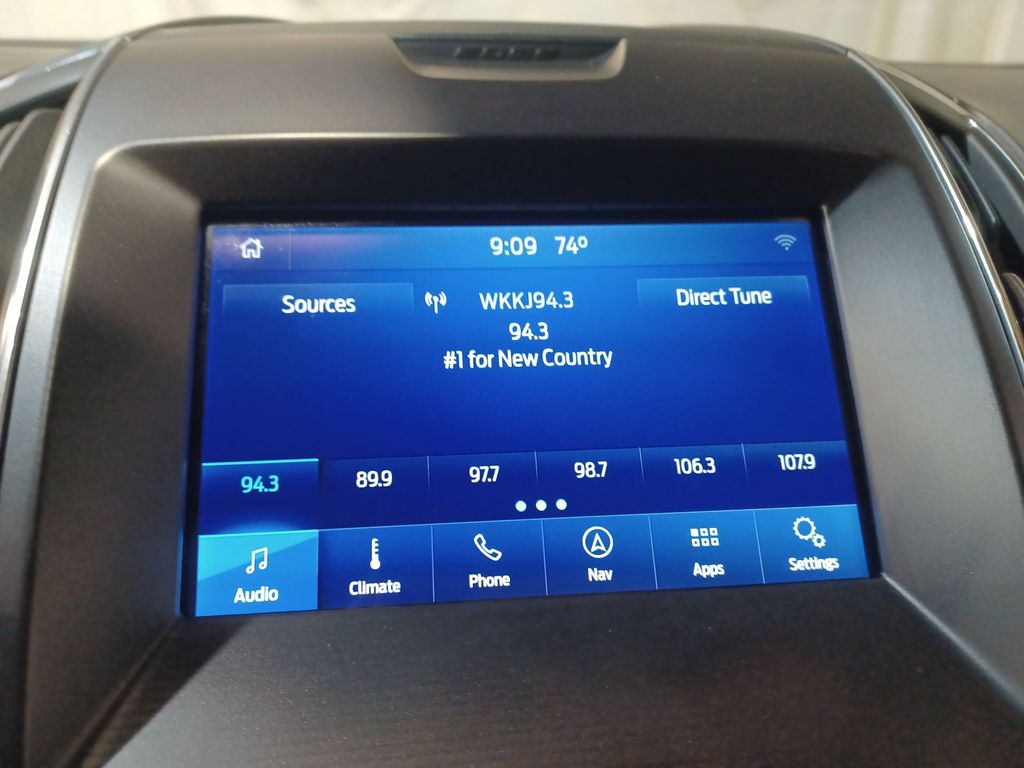 9:09 74°
Sources
WKKJ94.3
Direct Tune
94.3
#1 for New Country
94.3 89.9 97.7 98.7 106.3 107.9
Audio Climate Phone Nav Apps Settings